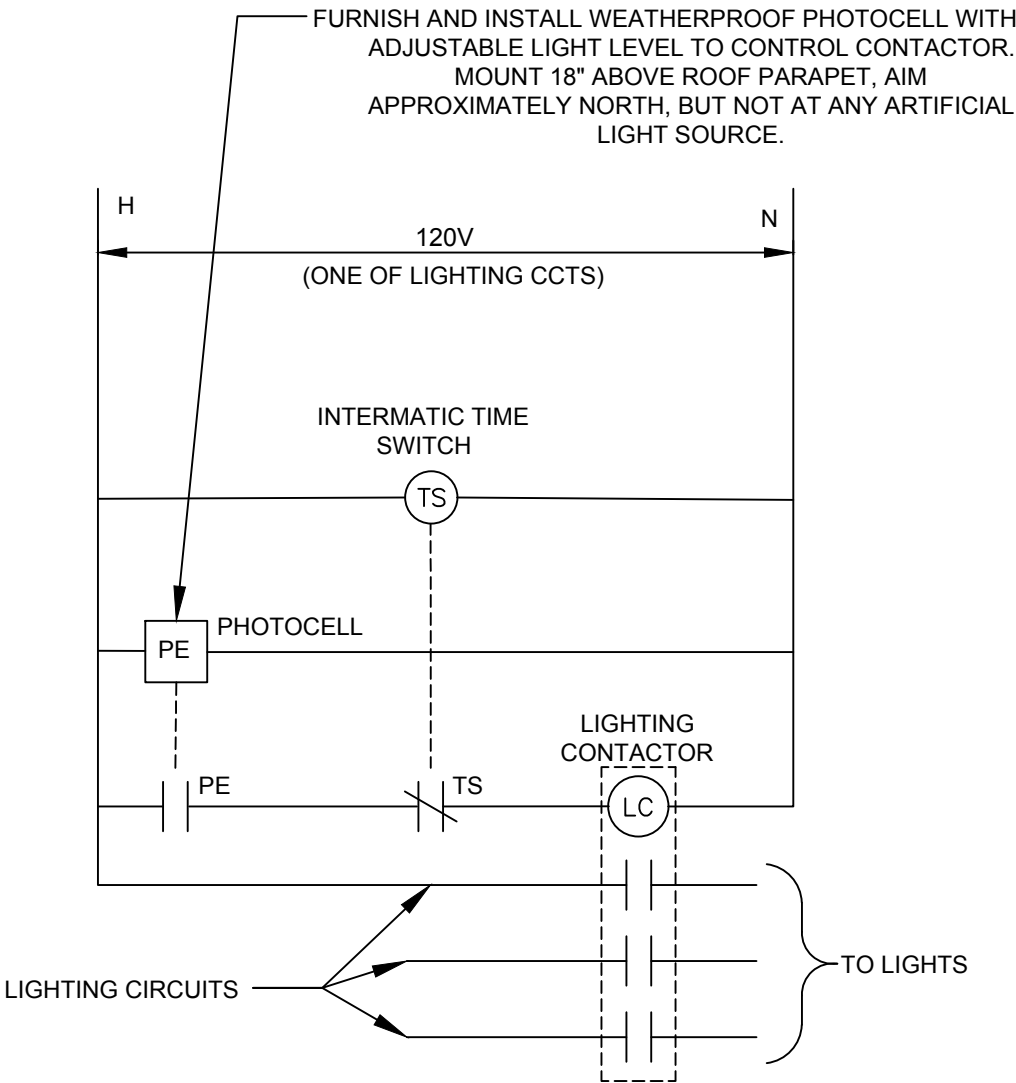 FURNISH AND INSTALL WEATHERPROOF PHOTOCELL WITH
ADJUSTABLE LIGHT LEVEL TO CONTROL CONTACTOR.
MOUNT 18" ABOVE ROOF PARAPET, AIM
APPROXIMATELY NORTH, BUT NOT AT ANY ARTIFICIAL
LIGHT SOURCE.
H
N
120V
(ONE OF LIGHTING CCTS)
INTERMATIC TIME
SWITCH
TS
PHOTOCELL
PE
LIGHTING
CONTACTOR
PE
TS
LC
LIGHTING CIRCUITS
TO LIGHTS